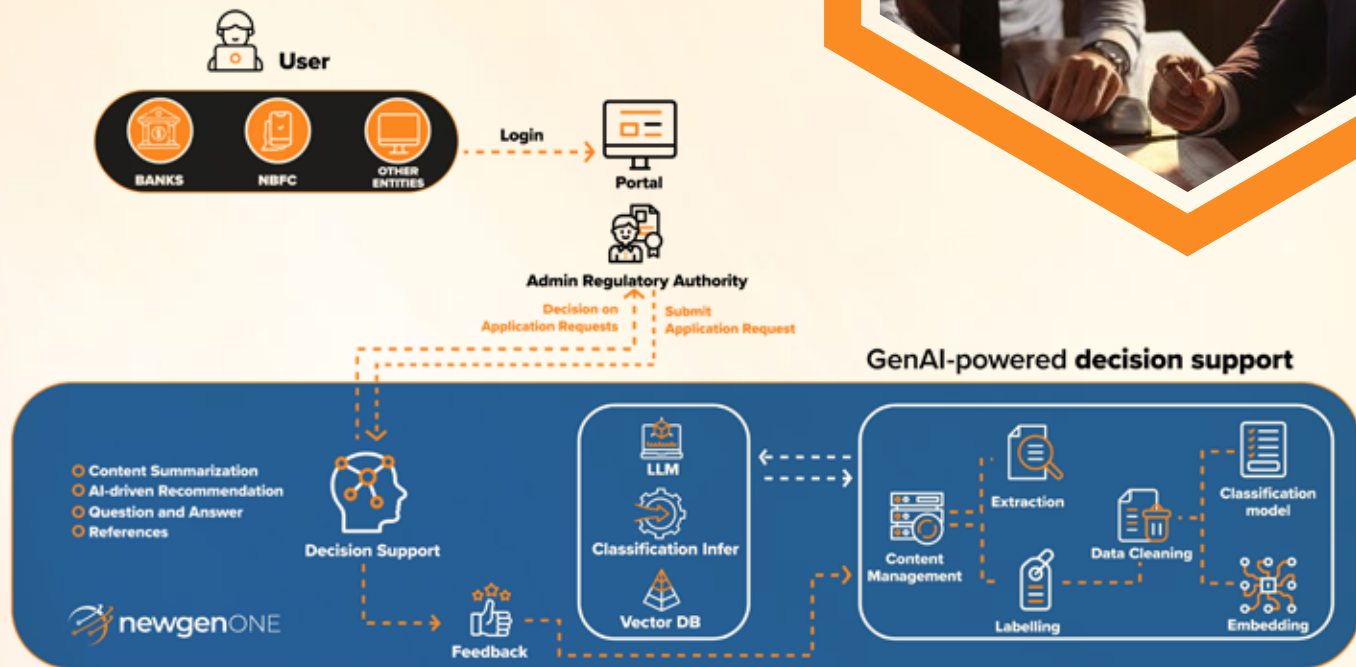 User
BANKS
NBFC
OTHER
ENTITIES
Login
Portal
Admin Regulatory Authority
Decision on
Application Requests
Submit
Application Request
GenAI-powered decision support
Content Summarization
AI-driven Recommendation
Question and Answer
References
Decision Support
newgenONE
Feedback
LLM
Classification Infer
Vector DB
Content
Management
Extraction
Labelling
Data Cleaning
Classification
model
Embedding